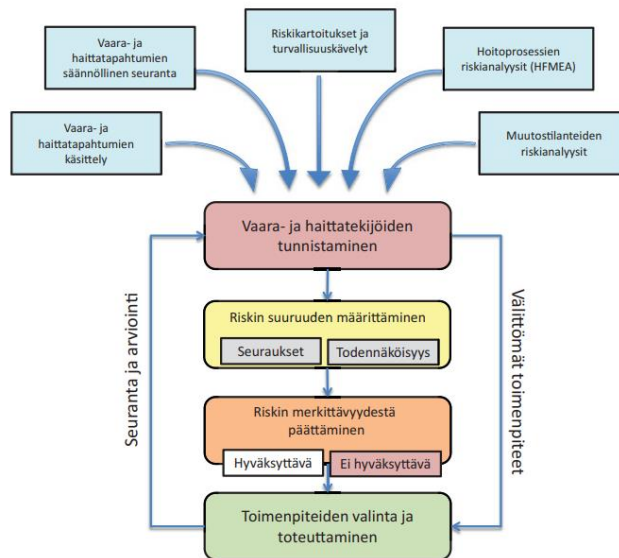 Vaara- ja
haittatapahtumien
säännöllinen seuranta
Riskikartoitukset ja
turvallisuuskävelyt
Hoitoprosessien
riskianalyysit (HFMEA)
Vaara- ja
haittatapahtumien
käsittely
Muutostilanteiden
riskianalyysit
Vaara- ja haittatekijöiden
tunnistaminen
Riskin suuruuden määrittäminen
Seuraukset
Todennäköisyys
Riskin merkittävyydestä
päättäminen
Hyväksyttävä
Ei hyväksyttävä
Toimenpiteiden valinta ja
toteuttaminen
Seuranta ja arviointi
Välittömät toimenpiteet